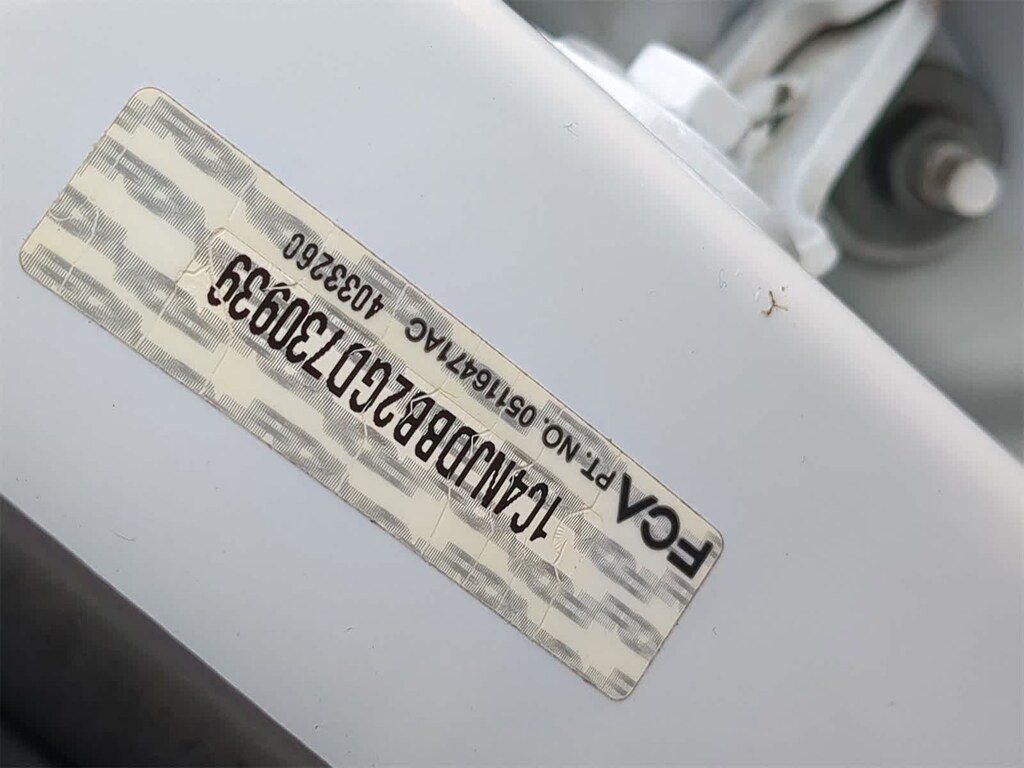 FCA PT. NO. 05116471AC 4033260
1C4NJDBB2GD730939